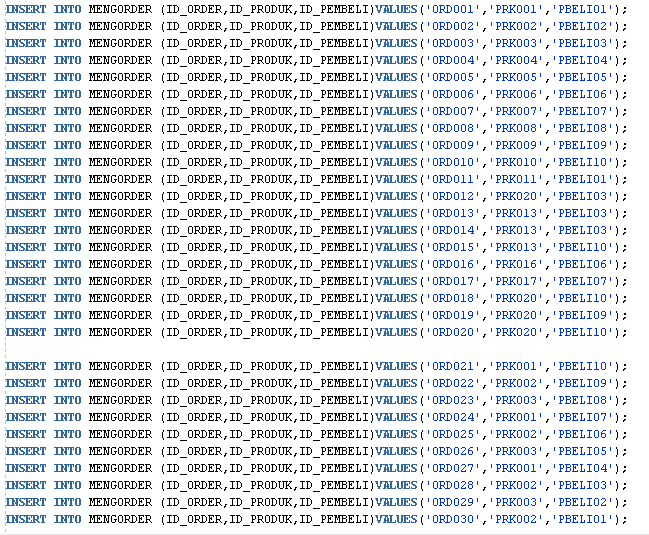 INSERT INTO MENGORDER (ID_ORDER,ID_PRODUK,ID_PEMBELI)VALUES('ORD001','PRK001','PBELI01');
INSERT INTO MENGORDER (ID_ORDER,ID_PRODUK,ID_PEMBELI)VALUES('ORD002','PRK002','PBELI02');
INSERT INTO MENGORDER (ID_ORDER,ID_PRODUK,ID_PEMBELI)VALUES('ORD003','PRK003','PBELI03');
INSERT INTO MENGORDER (ID_ORDER,ID_PRODUK,ID_PEMBELI)VALUES('ORD004','PRK004','PBELI04');
INSERT INTO MENGORDER (ID_ORDER,ID_PRODUK,ID_PEMBELI)VALUES('ORD005','PRK005','PBELI05');
INSERT INTO MENGORDER (ID_ORDER,ID_PRODUK,ID_PEMBELI)VALUES('ORD006','PRK006','PBELI06');
INSERT INTO MENGORDER (ID_ORDER,ID_PRODUK,ID_PEMBELI)VALUES('ORD007','PRK007','PBELI07');
INSERT INTO MENGORDER (ID_ORDER,ID_PRODUK,ID_PEMBELI)VALUES('ORD008','PRK008','PBELI08');
INSERT INTO MENGORDER (ID_ORDER,ID_PRODUK,ID_PEMBELI)VALUES('ORD009','PRK009','PBELI09');
INSERT INTO MENGORDER (ID_ORDER,ID_PRODUK,ID_PEMBELI)VALUES('ORD010','PRK010','PBELI10');
INSERT INTO MENGORDER (ID_ORDER,ID_PRODUK,ID_PEMBELI)VALUES('ORD011','PRK011','PBELI01');
INSERT INTO MENGORDER (ID_ORDER,ID_PRODUK,ID_PEMBELI)VALUES('ORD012','PRK020','PBELI03');
INSERT INTO MENGORDER (ID_ORDER,ID_PRODUK,ID_PEMBELI)VALUES('ORD013','PRK013','PBELI03');
INSERT INTO MENGORDER (ID_ORDER,ID_PRODUK,ID_PEMBELI)VALUES('ORD014','PRK013','PBELI03');
INSERT INTO MENGORDER (ID_ORDER,ID_PRODUK,ID_PEMBELI)VALUES('ORD015','PRK013','PBELI10');
INSERT INTO MENGORDER (ID_ORDER,ID_PRODUK,ID_PEMBELI)VALUES('ORD016','PRK016','PBELI06');
INSERT INTO MENGORDER (ID_ORDER,ID_PRODUK,ID_PEMBELI)VALUES('ORD017','PRK017','PBELI07');
INSERT INTO MENGORDER (ID_ORDER,ID_PRODUK,ID_PEMBELI)VALUES('ORD018','PRK020','PBELI10');
INSERT INTO MENGORDER (ID_ORDER,ID_PRODUK,ID_PEMBELI)VALUES('ORD019','PRK020','PBELI09');
INSERT INTO MENGORDER (ID_ORDER,ID_PRODUK,ID_PEMBELI)VALUES('ORD020','PRK020','PBELI10');
INSERT INTO MENGORDER (ID_ORDER,ID_PRODUK,ID_PEMBELI)VALUES('ORD021','PRK001','PBELI10');
INSERT INTO MENGORDER (ID_ORDER,ID_PRODUK,ID_PEMBELI)VALUES('ORD022','PRK002','PBELI09');
INSERT INTO MENGORDER (ID_ORDER,ID_PRODUK,ID_PEMBELI)VALUES('ORD023','PRK003','PBELI08');
INSERT INTO MENGORDER (ID_ORDER,ID_PRODUK,ID_PEMBELI)VALUES('ORD024','PRK001','PBELI07');
INSERT INTO MENGORDER (ID_ORDER,ID_PRODUK,ID_PEMBELI)VALUES('ORD025','PRK002','PBELI06');
INSERT INTO MENGORDER (ID_ORDER,ID_PRODUK,ID_PEMBELI)VALUES('ORD026','PRK003','PBELI05');
INSERT INTO MENGORDER (ID_ORDER,ID_PRODUK,ID_PEMBELI)VALUES('ORD027','PRK001','PBELI04');
INSERT INTO MENGORDER (ID_ORDER,ID_PRODUK,ID_PEMBELI)VALUES('ORD028','PRK002','PBELI03');
INSERT INTO MENGORDER (ID_ORDER,ID_PRODUK,ID_PEMBELI)VALUES('ORD029','PRK003','PBELI02');
INSERT INTO MENGORDER (ID_ORDER,ID_PRODUK,ID_PEMBELI)VALUES('ORD030','PRK002','PBELI01');